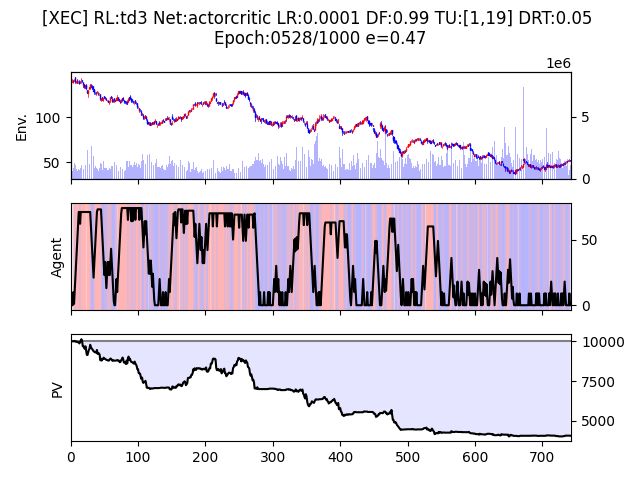 [XEC] RL:td3 Net:actorcritic LR:0.0001 DF:0.99 TU:[1,19] DRT:0.05
Epoch:0528/1000 e=0.47
1e6
Env.
100
50
5
0
Agent
50
0
PV
10000
7500
5000
0 100 200 300 400 500 600 700